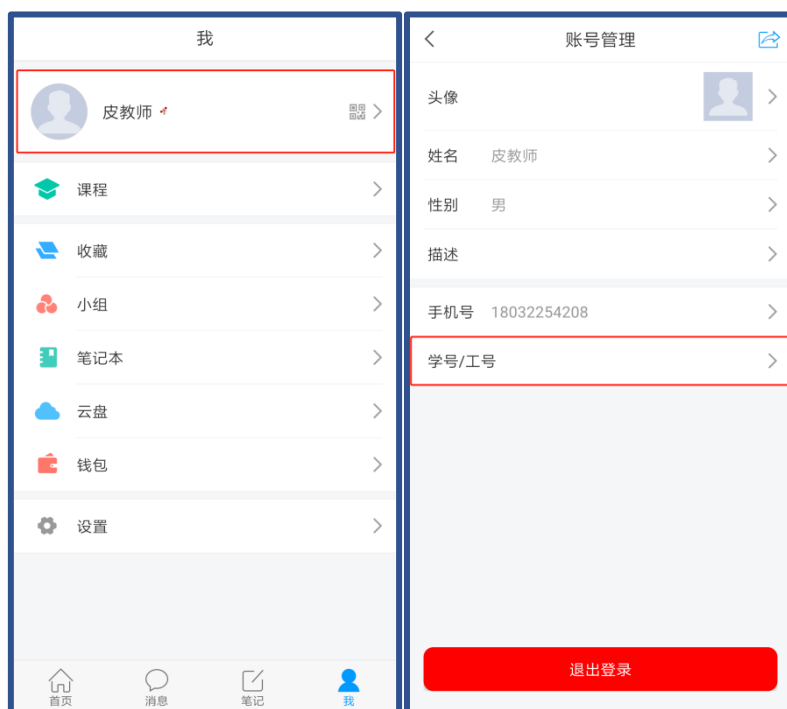 我
皮教师
课程
收藏
小组
笔记本
云盘
钱包
设置
首页
消息
笔记
我
账号管理
头像
姓名 皮教师
性别 男
描述
手机号 18032254208
学号/工号
退出登录